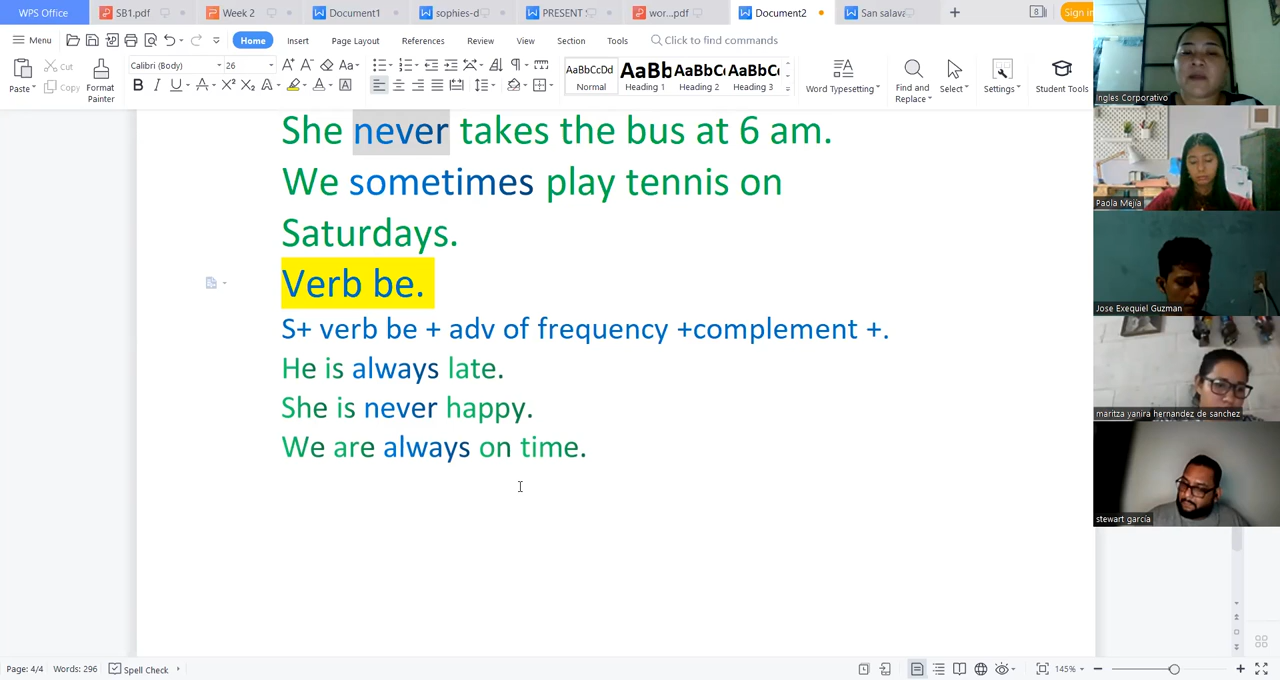 WPS Office SB1.pdf Week 2 Document1 sophies-d PRESENT wor...pdf Document2 San salava Sign in
Menu Home Insert Page Layout References Review View Section Tools Click to find commands
Paste Cut Copy Format Painter Calibri (Body) 26 AaBbCcDd Normal AaBb Heading 1 AaBbCc Heading 2 AaBbCc Heading 3 Word Typesetting Find and Replace Select Settings Student Tools
She never takes the bus at 6 am.
We sometimes play tennis on
Saturdays.
Verb be.
S+ verb be + adv of frequency +complement +.
He is always late.
She is never happy.
We are always on time.
Ingles Corporativo
Paola Mejía
Jose Exequiel Guzman
maritza yanira hernandez de sanchez
stewart garcía
Page: 4/4 Words: 296 Spell Check 145%